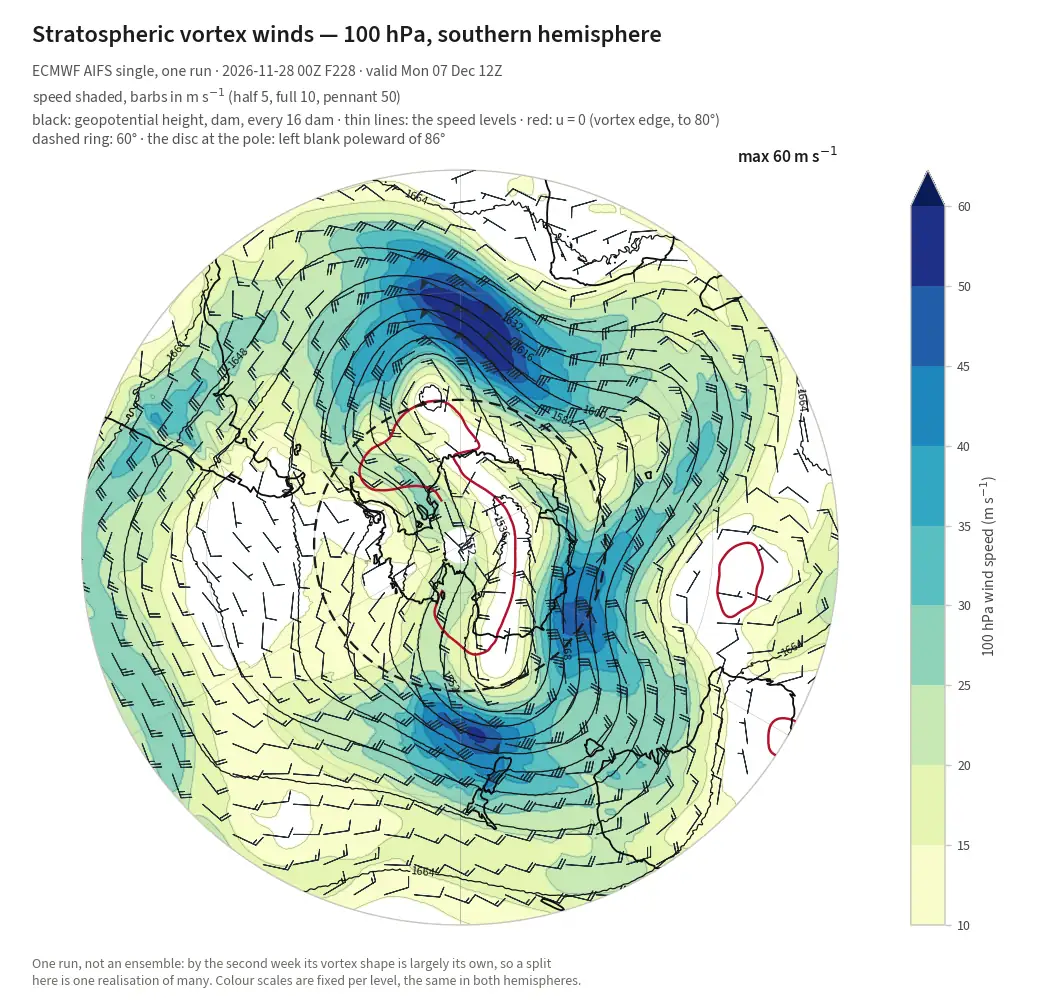 Stratospheric vortex winds — 100 hPa, southern hemisphere
ECMWF AIFS single, one run · 2026-11-28 00Z F228 · valid Mon 07 Dec 12Z
speed shaded, barbs in m s⁻¹ (half 5, full 10, pennant 50)
black: geopotential height, dam, every 16 dam · thin lines: the speed levels · red: u = 0 (vortex edge, to 80°)
dashed ring: 60° · the disc at the pole: left blank poleward of 86°
max 60 m s⁻¹
1664
60
50
1632
1616
1648
1664
45
1664
1600
1584
40
100 hPa wind speed (m s⁻¹)
35
1536
1552
30
1664
1568
25
20
15
1664
10
One run, not an ensemble: by the second week its vortex shape is largely its own, so a split
here is one realisation of many. Colour scales are fixed per level, the same in both hemispheres.